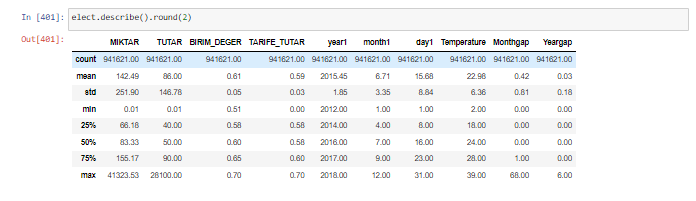 In [401]: elect.describe().round(2)
Out[401]:
MIKTAR TUTAR BIRIM_DEGER TARIFE_TUTAR year1 month1 day1 Temperature Monthgap Yeargap
count 941621.00 941621.00 941621.00 941621.00 941621.00 941621.00 941621.00 941621.00 941621.00 941621.00
mean 142.49 86.00 0.61 0.59 2015.45 6.71 15.68 22.98 0.42 0.03
std 251.90 146.78 0.05 0.03 1.85 3.35 8.84 6.36 0.81 0.18
min 0.01 0.01 0.51 0.00 2012.00 1.00 1.00 2.00 0.00 0.00
25% 66.18 40.00 0.58 0.58 2014.00 4.00 8.00 18.00 0.00 0.00
50% 83.33 50.00 0.60 0.58 2016.00 7.00 16.00 24.00 0.00 0.00
75% 155.17 90.00 0.65 0.60 2017.00 9.00 23.00 28.00 1.00 0.00
max 41323.53 28100.00 0.70 0.70 2018.00 12.00 31.00 39.00 68.00 6.00